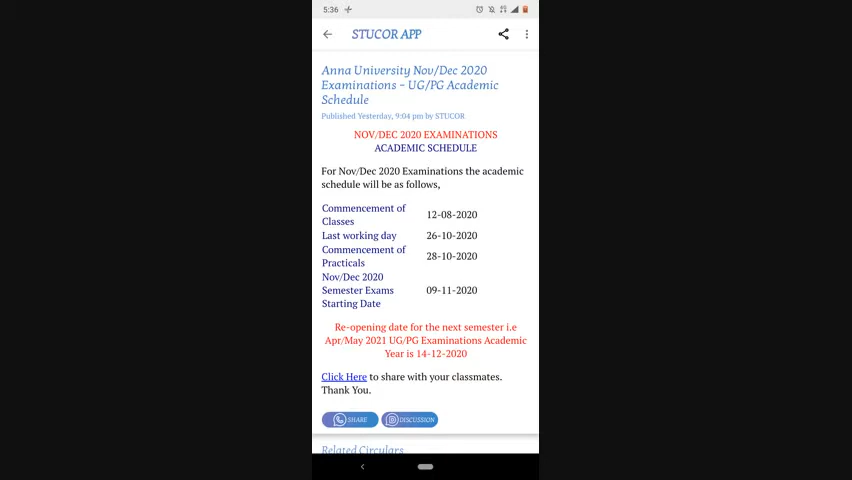 5:36
STUCOR APP
Anna University Nov/Dec 2020
Examinations – UG/PG Academic
Schedule
Published Yesterday, 9:04 pm by STUCOR
NOV/DEC 2020 EXAMINATIONS
ACADEMIC SCHEDULE
For Nov/Dec 2020 Examinations the academic
schedule will be as follows,
Commencement of
Classes 12-08-2020
Last working day 26-10-2020
Commencement of
Practicals 28-10-2020
Nov/Dec 2020
Semester Exams 09-11-2020
Starting Date
Re-opening date for the next semester i.e
Apr/May 2021 UG/PG Examinations Academic
Year is 14-12-2020
Click Here to share with your classmates.
Thank You.
SHARE DISCUSSION
Related Circulars